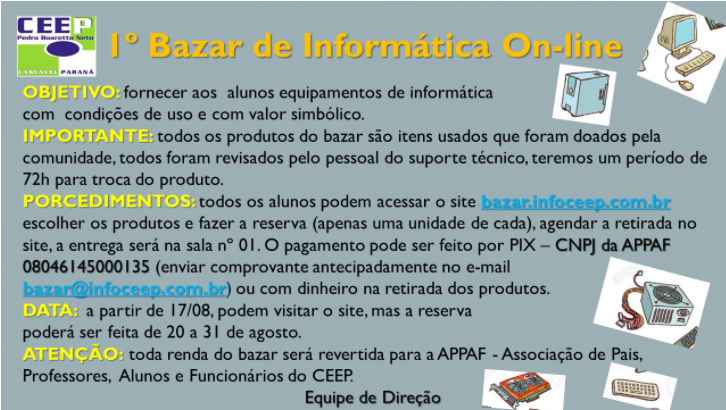 CEEP
Pedro Boaretto Neto
CASCAVEL PARANÁ
1º Bazar de Informática On-line
OBJETIVO: fornecer aos alunos equipamentos de informática
com condições de uso e com valor simbólico.
IMPORTANTE: todos os produtos do bazar são itens usados que foram doados pela
comunidade, todos foram revisados pelo pessoal do suporte técnico, teremos um período de
72h para troca do produto.
PORCEDIMENTOS: todos os alunos podem acessar o site bazar.infoceep.com.br
escolher os produtos e fazer a reserva (apenas uma unidade de cada), agendar a retirada no
site, a entrega será na sala nº 01. O pagamento pode ser feito por PIX – CNPJ da APPAF
08046145000135 (enviar comprovante antecipadamente no e-mail
bazar@infoceep.com.br) ou com dinheiro na retirada dos produtos.
DATA: a partir de 17/08, podem visitar o site, mas a reserva
poderá ser feita de 20 a 31 de agosto.
ATENÇÃO: toda renda do bazar será revertida para a APPAF - Associação de Pais,
Professores, Alunos e Funcionários do CEEP.
Equipe de Direção